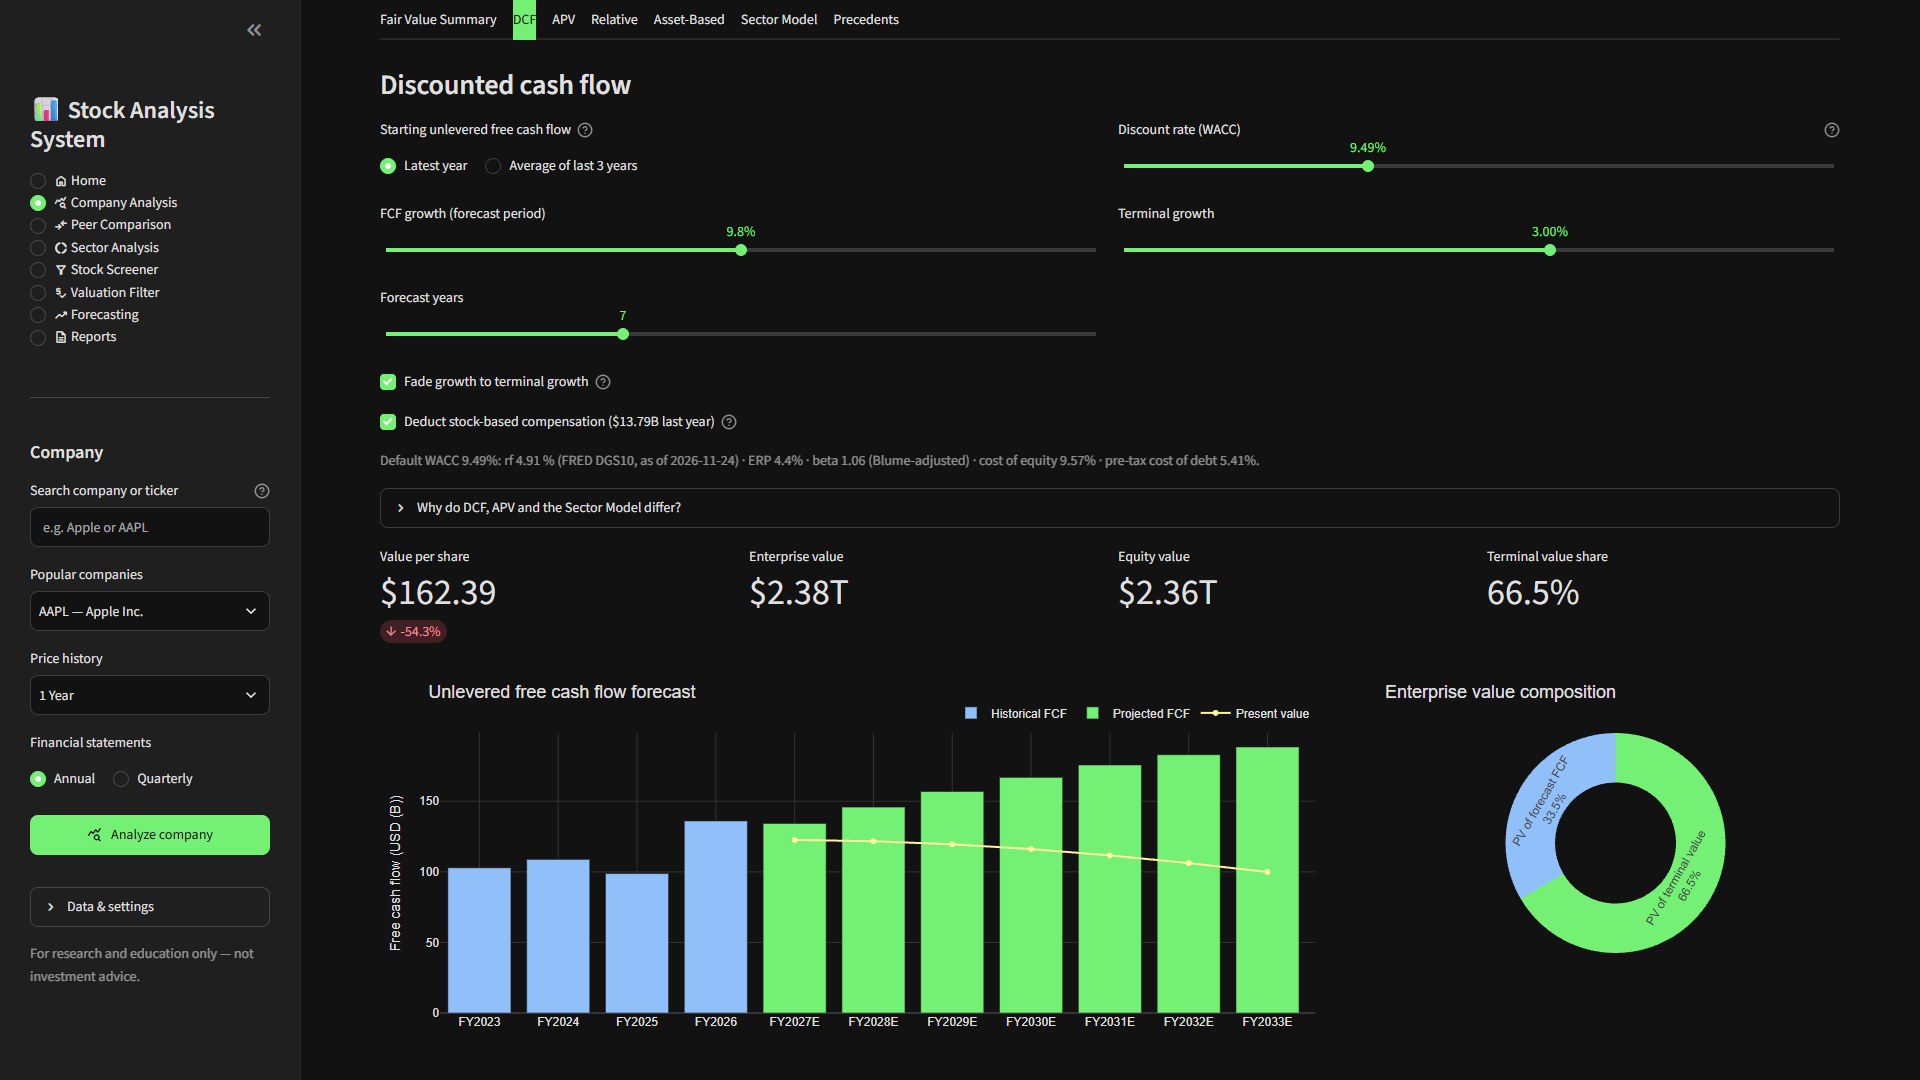 Stock Analysis
System
Home
Company Analysis
Peer Comparison
Sector Analysis
Stock Screener
Valuation Filter
Forecasting
Reports
Company
Search company or ticker
e.g. Apple or AAPL
Popular companies
AAPL — Apple Inc.
Price history
1 Year
Financial statements
Annual Quarterly
Analyze company
Data & settings
For research and education only — not
investment advice.
Fair Value Summary DCF APV Relative Asset-Based Sector Model Precedents
Discounted cash flow
Starting unlevered free cash flow
Latest year Average of last 3 years
Discount rate (WACC)
9.49%
FCF growth (forecast period)
9.8%
Terminal growth
3.00%
Forecast years
7
Fade growth to terminal growth
Deduct stock-based compensation ($13.79B last year)
Default WACC 9.49%: rf 4.91 % (FRED DGS10, as of 2026-11-24) · ERP 4.4% · beta 1.06 (Blume-adjusted) · cost of equity 9.57% · pre-tax cost of debt 5.41%.
Why do DCF, APV and the Sector Model differ?
Value per share
$162.39
-54.3%
Enterprise value
$2.38T
Equity value
$2.36T
Terminal value share
66.5%
Unlevered free cash flow forecast
Historical FCF Projected FCF Present value
Free cash flow (USD (B))
150
100
50
0
FY2023 FY2024 FY2025 FY2026 FY2027E FY2028E FY2029E FY2030E FY2031E FY2032E FY2033E
Enterprise value composition
PV of forecast FCF
33.5%
PV of terminal value
66.5%